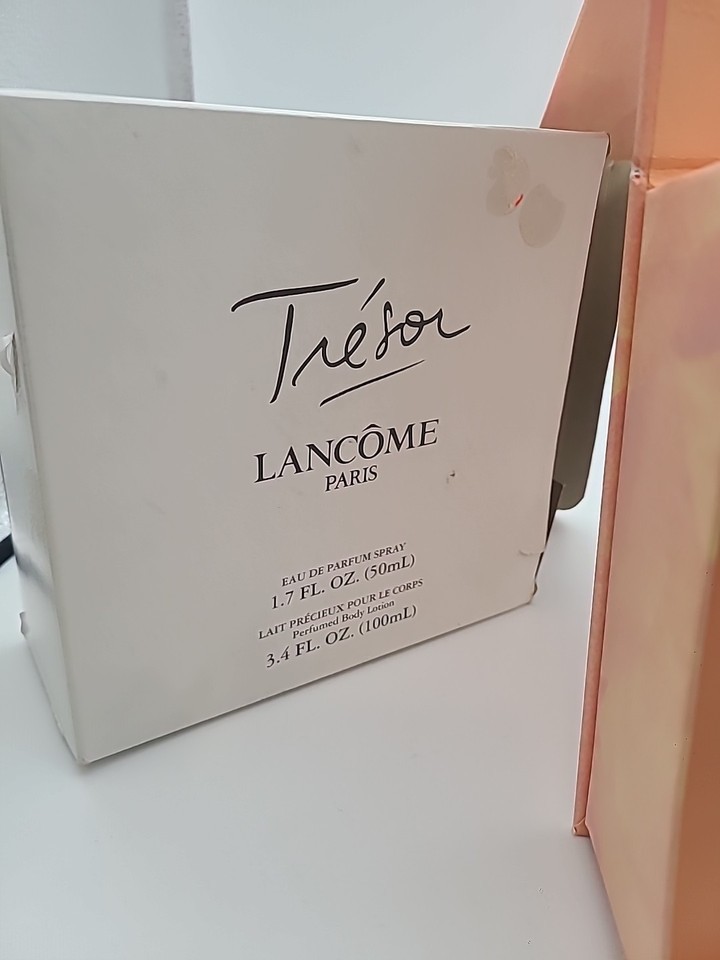 Trésor
LANCÔME
PARIS
EAU DE PARFUM SPRAY
1.7 FL. OZ. (50mL)
LAIT PRÉCIEUX POUR LE CORPS
Perfumed Body Lotion
3.4 FL. OZ. (100mL)